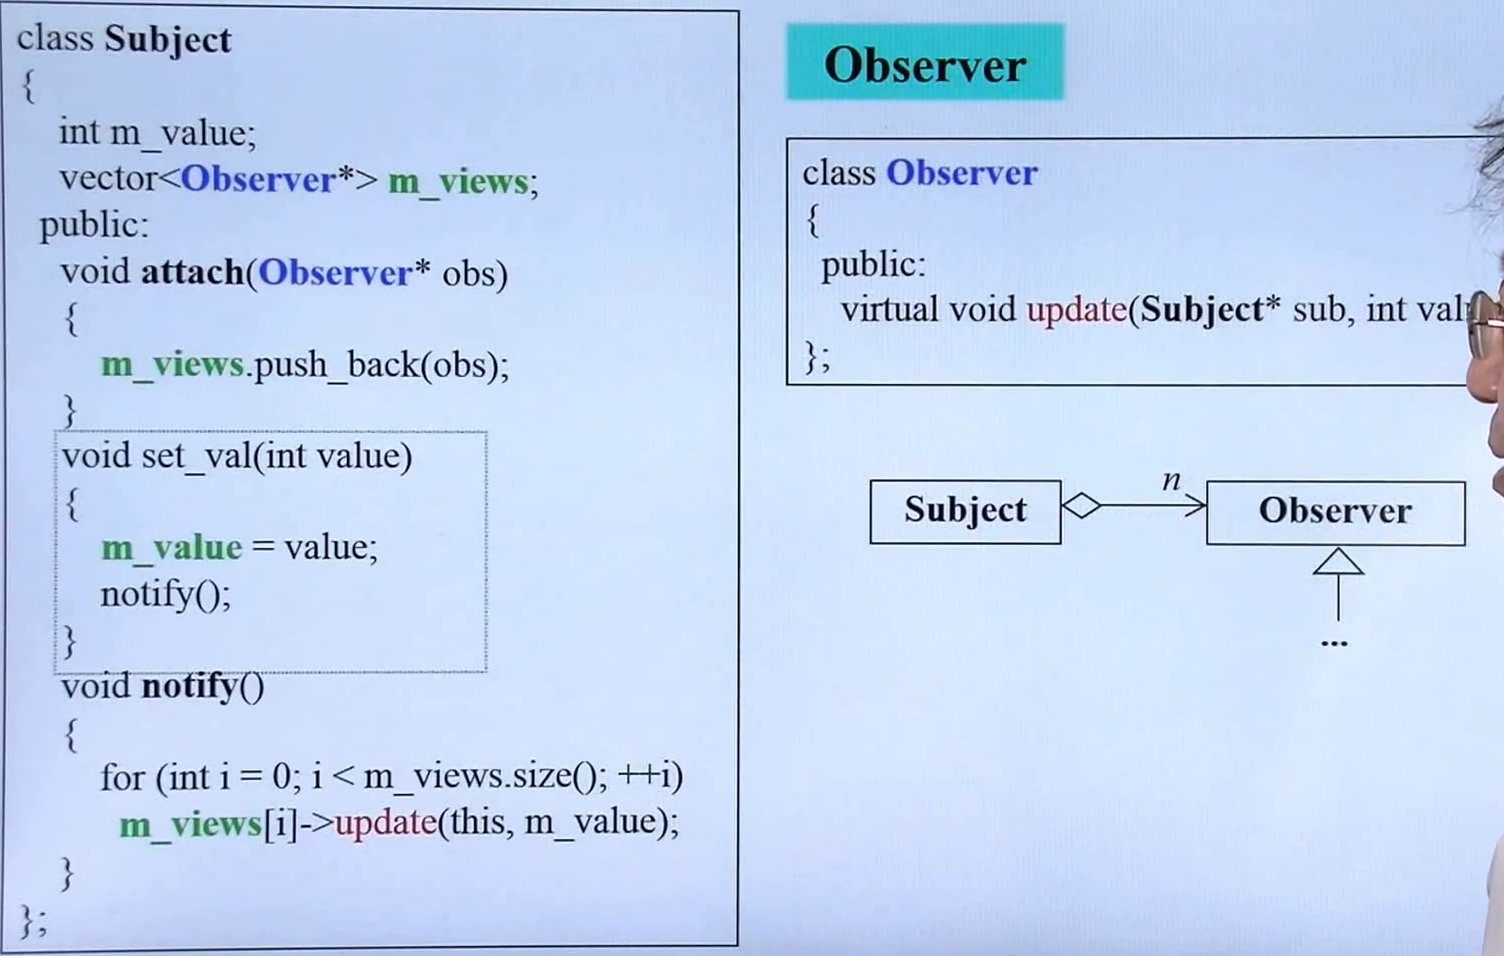 class Subject
{
int m_value;
vector<Observer*> m_views;
public:
void attach(Observer* obs)
{
m_views.push_back(obs);
}
void set_val(int value)
{
m_value = value;
notify();
}
void notify()
{
for (int i = 0; i < m_views.size(); ++i)
m_views[i]->update(this, m_value);
}
};
Observer
class Observer
{
public:
virtual void update(Subject* sub, int val
};
Subject
n
Observer
...